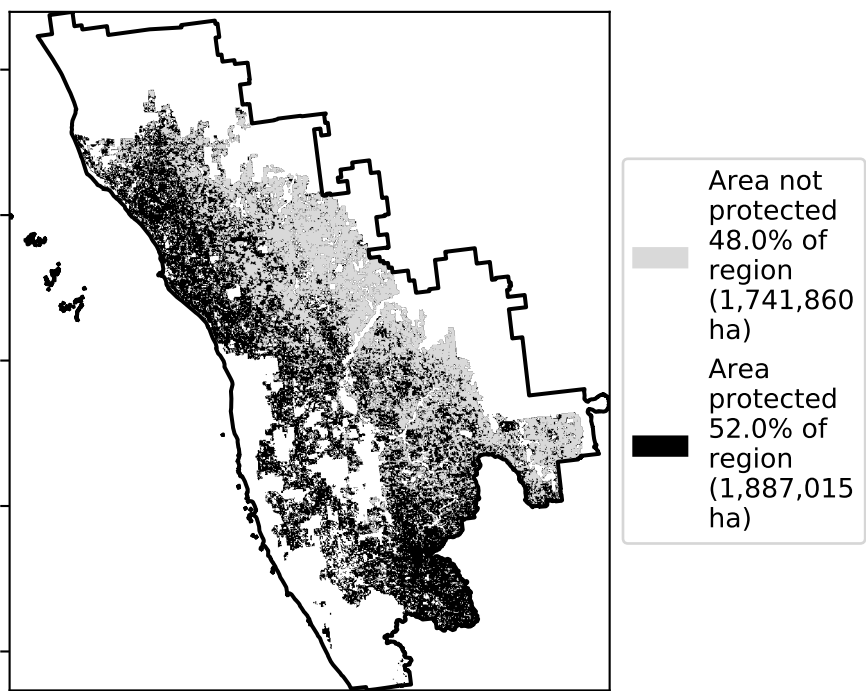 Area not
protected
48.0% of
region
(1,741,860
ha)
Area
protected
52.0% of
region
(1,887,015
ha)